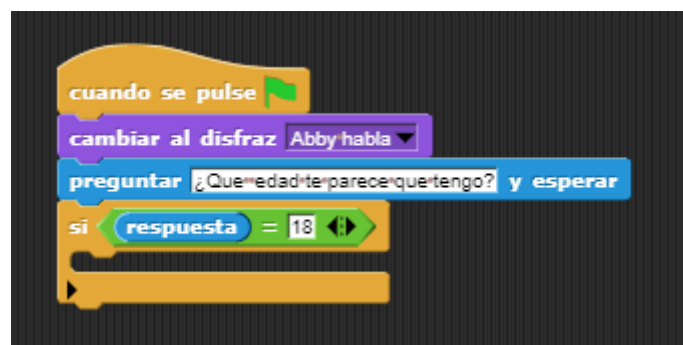 cuando se pulse
cambiar al disfraz Abby habla
preguntar ¿Que edad te parece que tengo? y esperar
si respuesta = 18